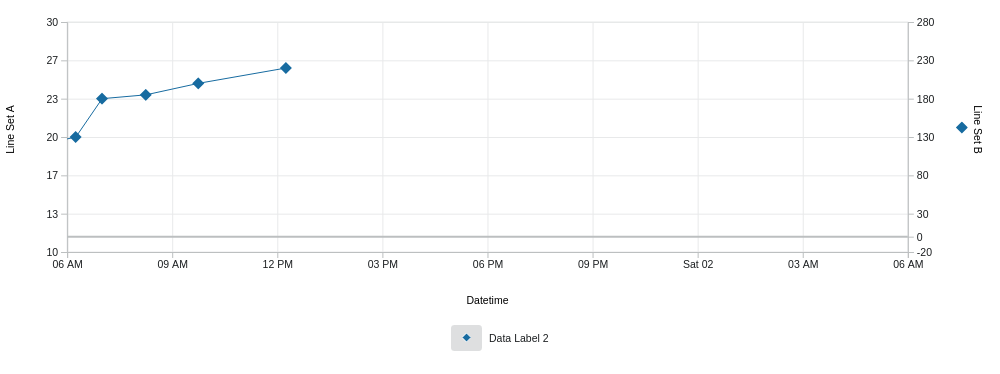 30
27
23
20
17
13
10
Line Set A
280
230
180
130
80
30
0
-20
Line Set B
06 AM
09 AM
12 PM
03 PM
06 PM
09 PM
Sat 02
03 AM
06 AM
Datetime
Data Label 2